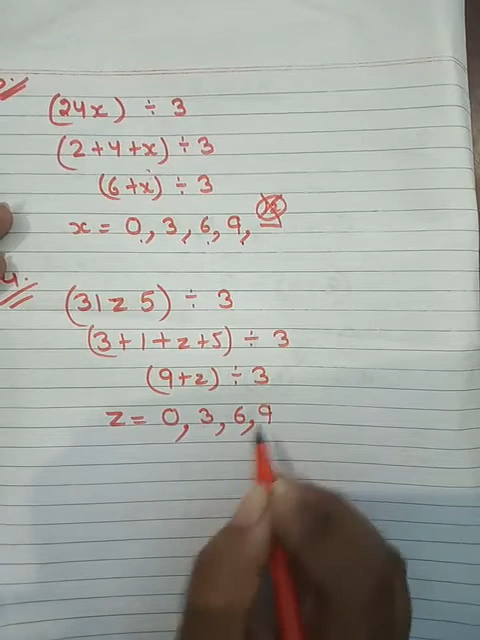 (24x) ÷ 3
(2+4+x) ÷ 3
(6+x) ÷ 3
x = 0, 3, 6, 9,
4.
(31z5) ÷ 3
(3+1+z+5) ÷ 3
(9+z) ÷ 3
z = 0, 3, 6, 9